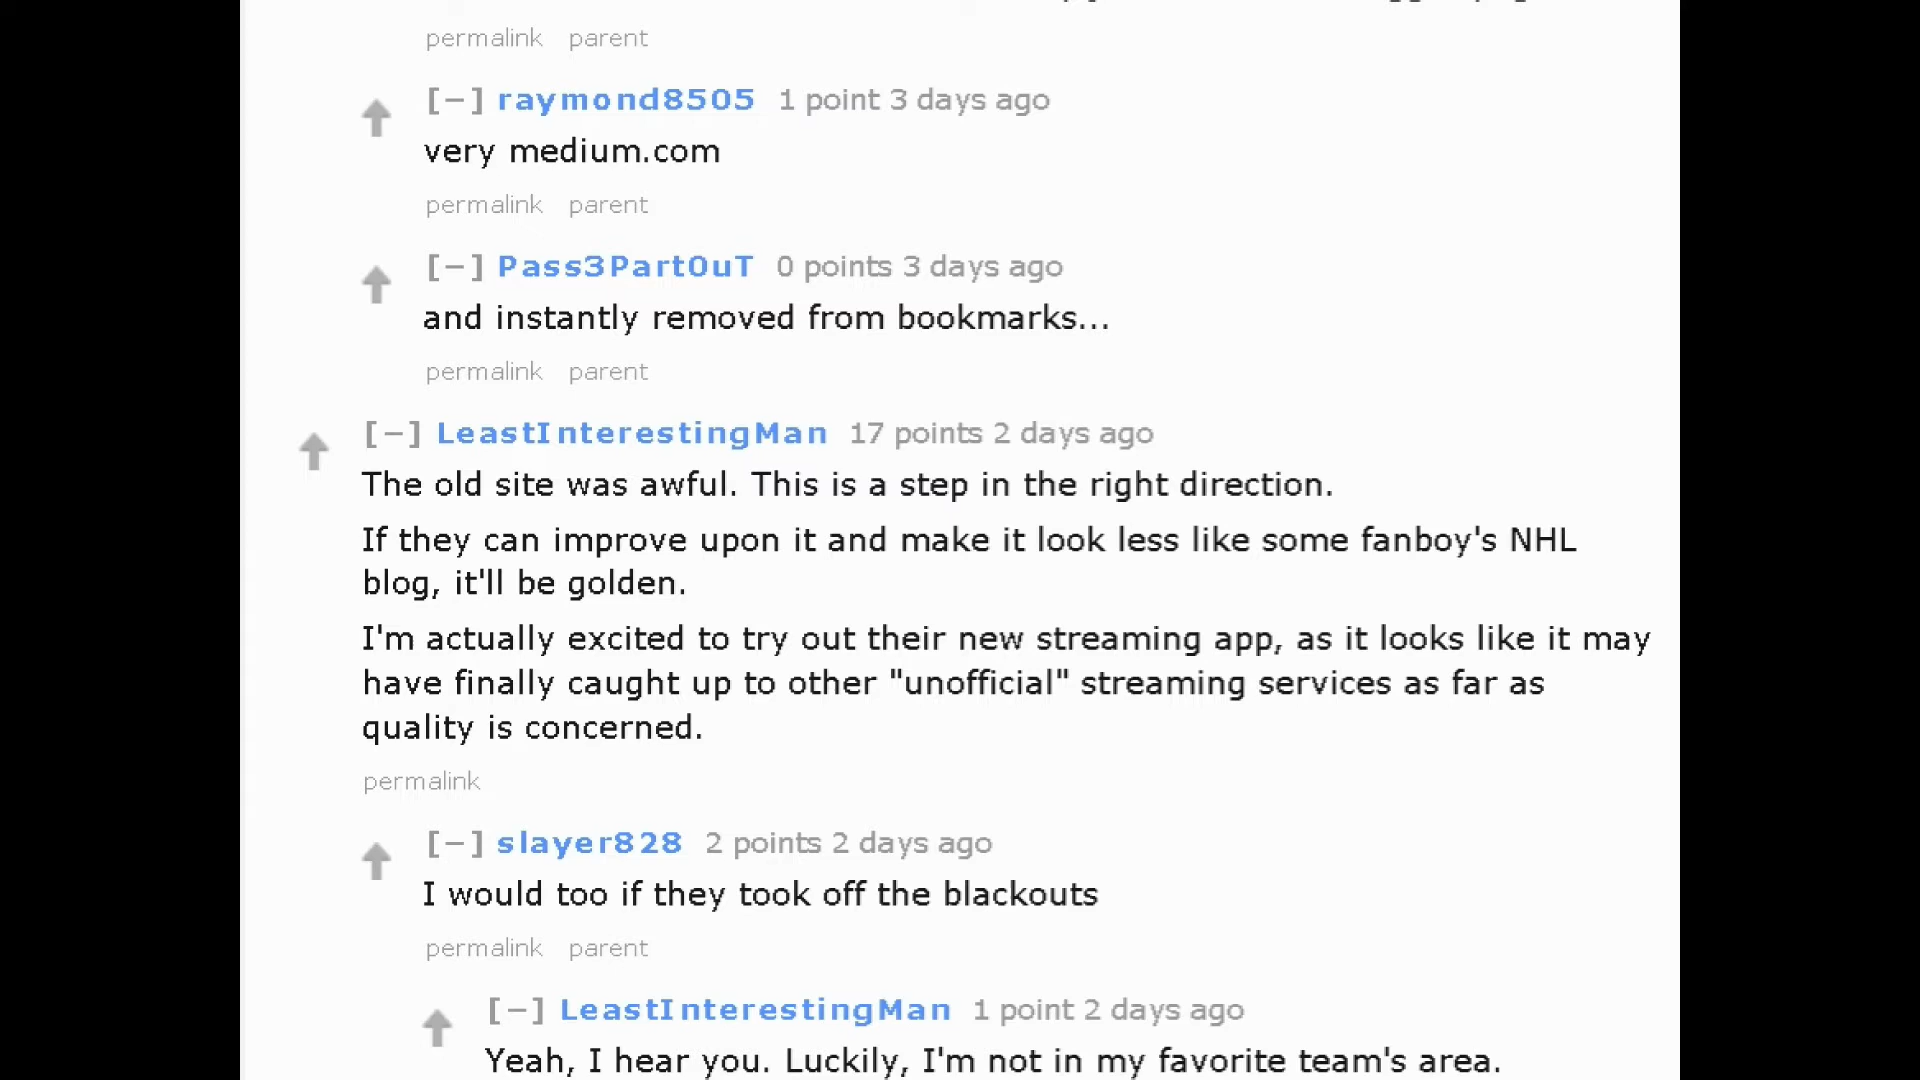 permalink parent
[−] raymond8505 1 point 3 days ago
very medium.com
permalink parent
[−] Pass3Part0uT 0 points 3 days ago
and instantly removed from bookmarks...
permalink parent
[−] LeastInterestingMan 17 points 2 days ago
The old site was awful. This is a step in the right direction.
If they can improve upon it and make it look less like some fanboy's NHL
blog, it'll be golden.
I'm actually excited to try out their new streaming app, as it looks like it may
have finally caught up to other "unofficial" streaming services as far as
quality is concerned.
permalink
[−] slayer828 2 points 2 days ago
I would too if they took off the blackouts
permalink parent
[−] LeastInterestingMan 1 point 2 days ago
Yeah, I hear you. Luckily, I'm not in my favorite team's area.